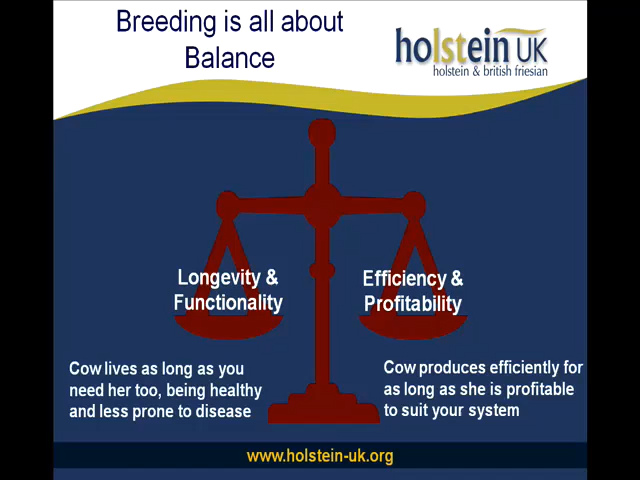 Breeding is all about
Balance
holstein UK
holstein & british friesian
Longevity &
Functionality
Efficiency &
Profitability
Cow lives as long as you
need her too, being healthy
and less prone to disease
Cow produces efficiently for
as long as she is profitable
to suit your system
www.holstein-uk.org